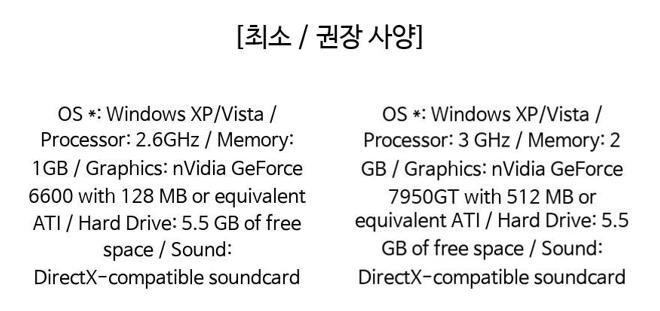 [최소 / 권장 사양]
OS *: Windows XP/Vista /
Processor: 2.6GHz / Memory:
1GB / Graphics: nVidia GeForce
6600 with 128 MB or equivalent
ATI / Hard Drive: 5.5 GB of free
space / Sound:
DirectX-compatible soundcard
OS *: Windows XP/Vista /
Processor: 3 GHz / Memory: 2
GB / Graphics: nVidia GeForce
7950GT with 512 MB or
equivalent ATI / Hard Drive: 5.5
GB of free space / Sound:
DirectX-compatible soundcard